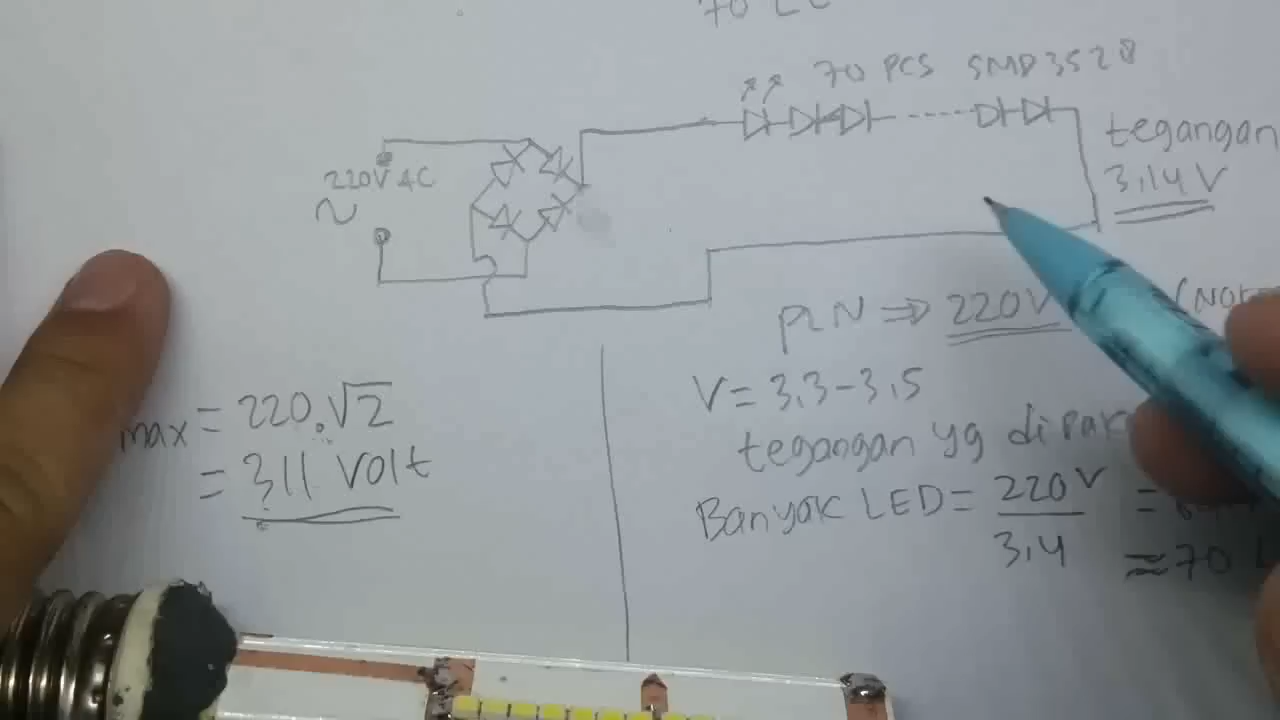 70 PCS SMD3528
tegangan
3,14 V
220V AC
PLN ⇒ 220V
max = 220.√2
= 311 Volt
V = 3,3 - 3,5
tegangan yg
Banyak LED = 220V / 3,4 =
≈ 70